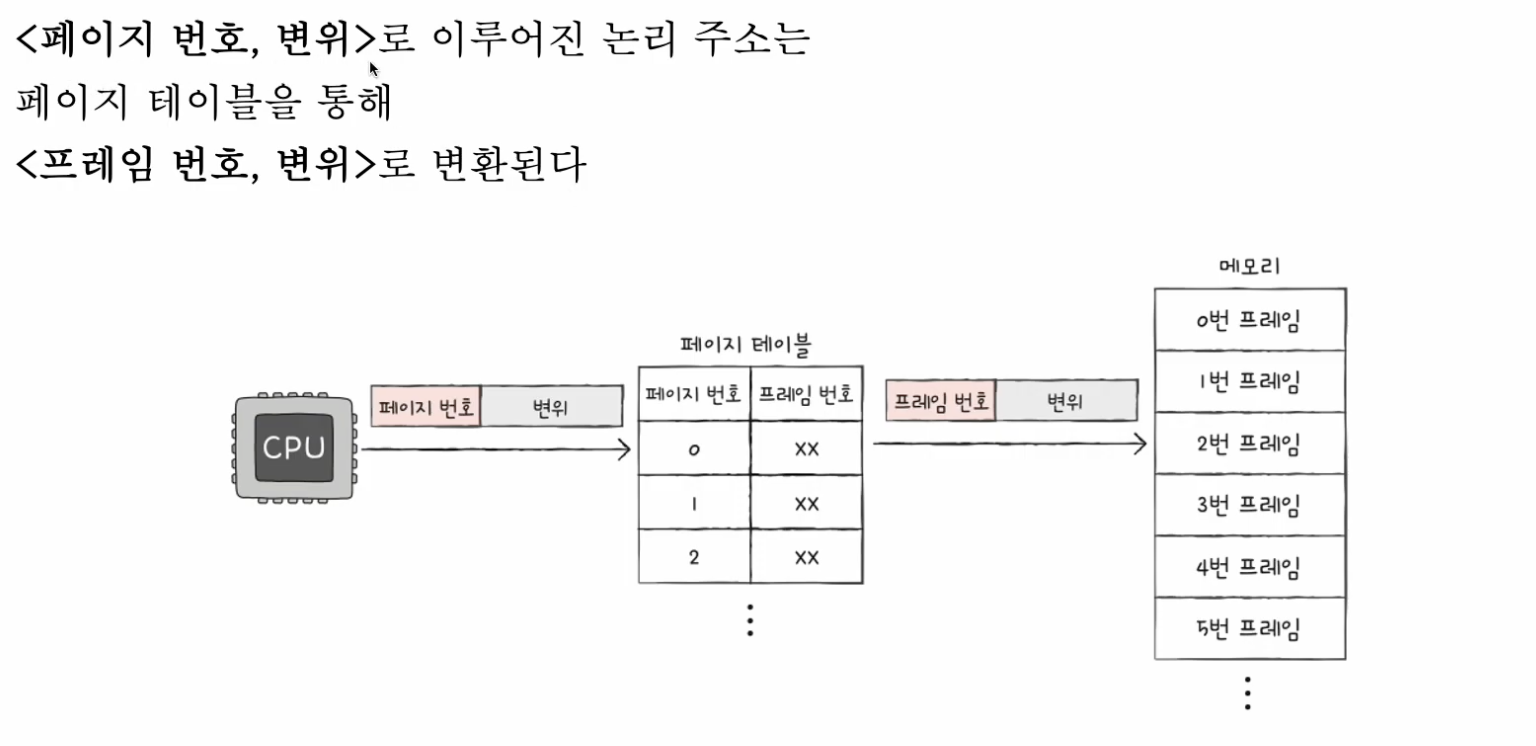 <페이지 번호, 변위>로 이루어진 논리 주소는
페이지 테이블을 통해
<프레임 번호, 변위>로 변환된다
CPU
페이지 번호 변위
페이지 테이블
페이지 번호 프레임 번호
0 XX
1 XX
2 XX
프레임 번호 변위
메모리
0번 프레임
1번 프레임
2번 프레임
3번 프레임
4번 프레임
5번 프레임